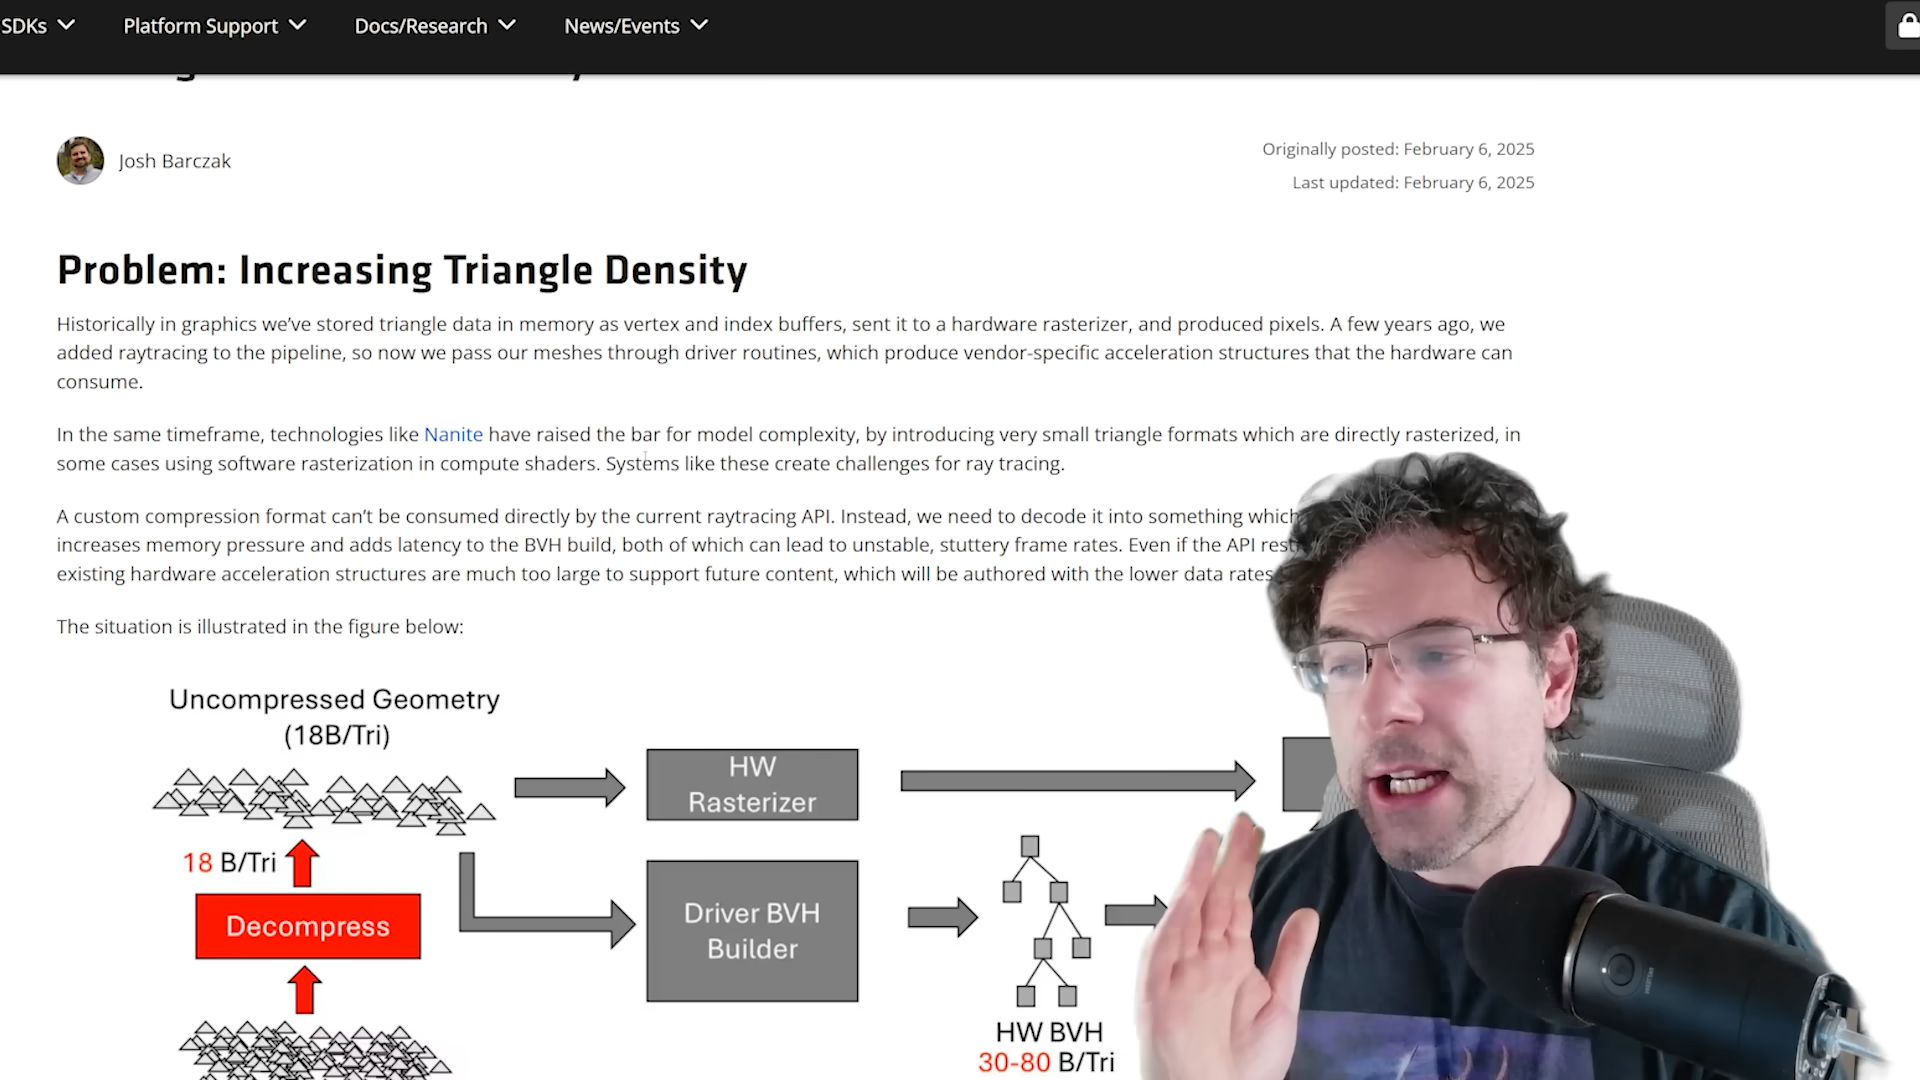 SDKs
Platform Support
Docs/Research
News/Events
Josh Barczak
Originally posted: February 6, 2025
Last updated: February 6, 2025
Problem: Increasing Triangle Density
Historically in graphics we've stored triangle data in memory as vertex and index buffers, sent it to a hardware rasterizer, and produced pixels. A few years ago, we
added raytracing to the pipeline, so now we pass our meshes through driver routines, which produce vendor-specific acceleration structures that the hardware can
consume.
In the same timeframe, technologies like Nanite have raised the bar for model complexity, by introducing very small triangle formats which are directly rasterized, in
some cases using software rasterization in compute shaders. Systems like these create challenges for ray tracing.
A custom compression format can't be consumed directly by the current raytracing API. Instead, we need to decode it into something which
increases memory pressure and adds latency to the BVH build, both of which can lead to unstable, stuttery frame rates. Even if the API
existing hardware acceleration structures are much too large to support future content, which will be authored with the lower data rates
The situation is illustrated in the figure below:
Uncompressed Geometry
(18B/Tri)
HW
Rasterizer
18 B/Tri
Decompress
Driver BVH
Builder
HW BVH
30-80 B/Tri